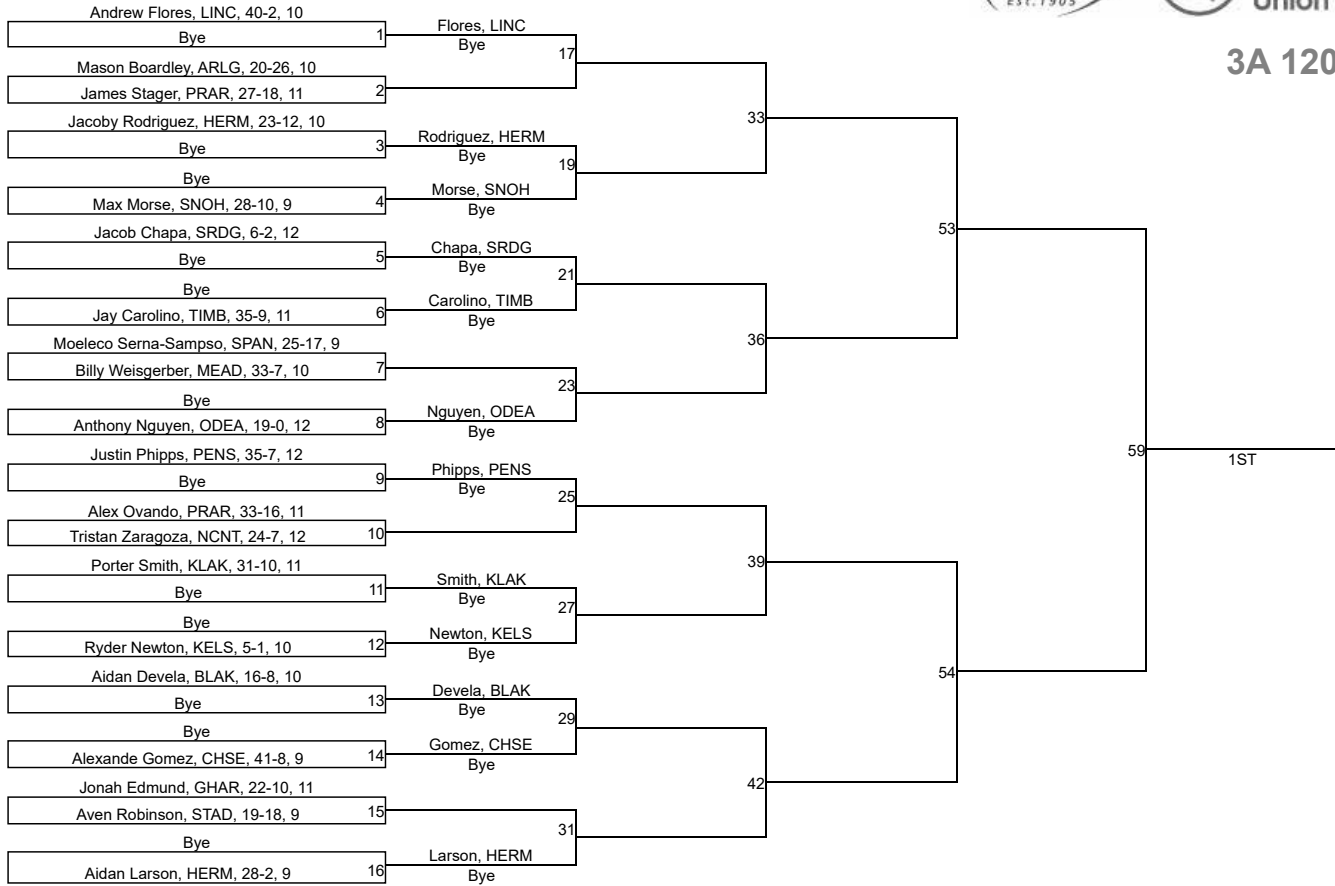 EST. 1905
Union
3A 120
Andrew Flores, LINC, 40-2, 10
Bye
1
Mason Boardley, ARLG, 20-26, 10
James Stager, PRAR, 27-18, 11
2
Jacoby Rodriguez, HERM, 23-12, 10
Bye
3
Bye
Max Morse, SNOH, 28-10, 9
4
Jacob Chapa, SRDG, 6-2, 12
Bye
5
Bye
Jay Carolino, TIMB, 35-9, 11
6
Moeleco Serna-Sampso, SPAN, 25-17, 9
Billy Weisgerber, MEAD, 33-7, 10
7
Bye
Anthony Nguyen, ODEA, 19-0, 12
8
Justin Phipps, PENS, 35-7, 12
Bye
9
Alex Ovando, PRAR, 33-16, 11
Tristan Zaragoza, NCNT, 24-7, 12
10
Porter Smith, KLAK, 31-10, 11
Bye
11
Bye
Ryder Newton, KELS, 5-1, 10
12
Aidan Devela, BLAK, 16-8, 10
Bye
13
Bye
Alexande Gomez, CHSE, 41-8, 9
14
Jonah Edmund, GHAR, 22-10, 11
Aven Robinson, STAD, 19-18, 9
15
Bye
Aidan Larson, HERM, 28-2, 9
16
Flores, LINC
Bye
17
Rodriguez, HERM
Bye
19
Morse, SNOH
Bye
Chapa, SRDG
Bye
21
Carolino, TIMB
Bye
23
Nguyen, ODEA
Bye
Phipps, PENS
Bye
25
Smith, KLAK
Bye
27
Newton, KELS
Bye
Devela, BLAK
Bye
29
Gomez, CHSE
Bye
31
Larson, HERM
Bye
33
36
39
42
53
54
59
1ST